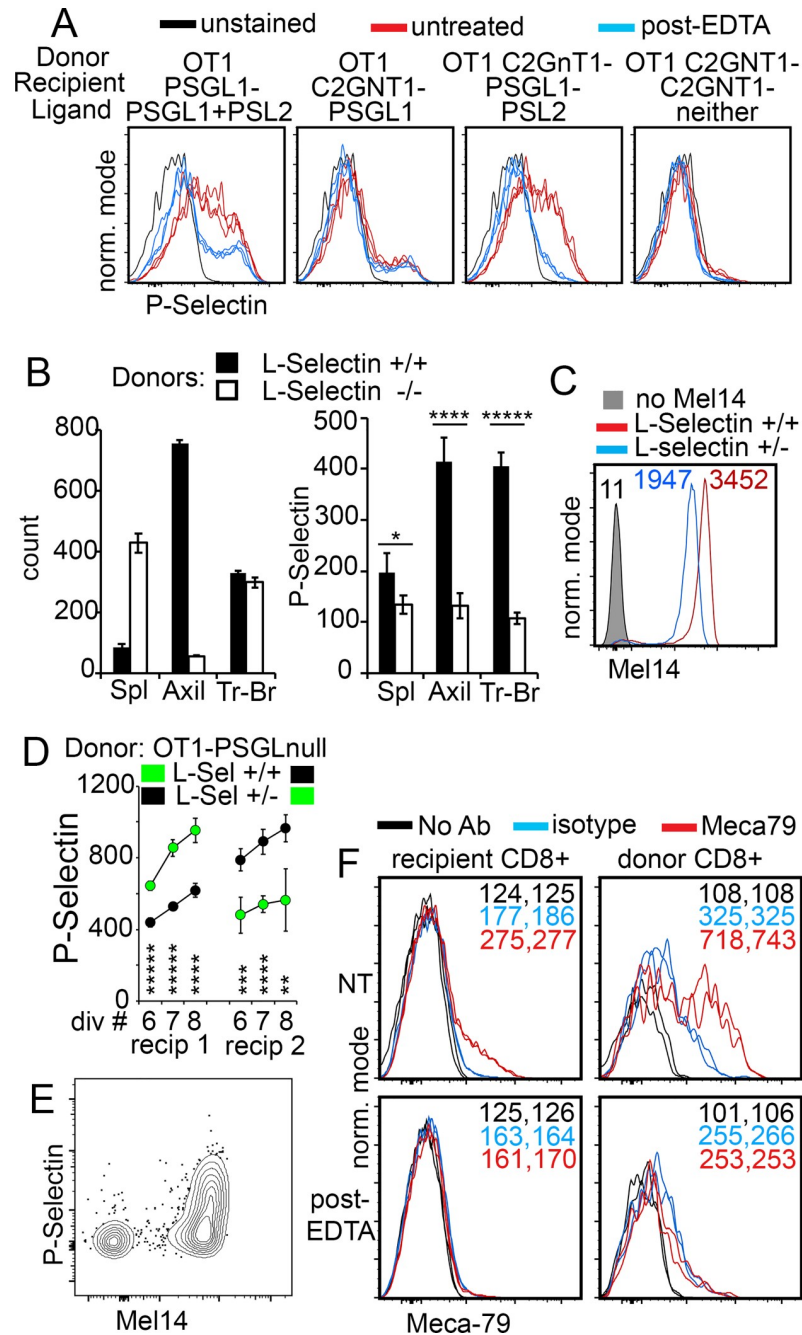 A
unstained untreated post-EDTA
Donor OT1 OT1 OT1 C2GnT1- OT1 C2GNT1-
Recipient PSGL1- C2GNT1- PSGL1- C2GNT1-
Ligand PSGL1+PSL2 PSGL1 PSL2 neither
norm. mode
P-Selectin
B
Donors: L-Selectin +/+
L-Selectin -/-
count
800
600
400
200
0
Spl Axil Tr-Br
P-Selectin
500
400
300
200
100
0
* **** *****
Spl Axil Tr-Br
C
no Mel14
L-Selectin +/+
L-selectin +/-
11 1947 3452
norm. mode
Mel14
D
Donor: OT1-PSGLnull
L-Sel +/+
L-Sel +/-
P-Selectin
1200
800
400
0
***** ***** **** *** **** **
div # 6 7 8 6 7 8
recip 1 recip 2
E
P-Selectin
Mel14
F
No Ab isotype Meca79
recipient CD8+ donor CD8+
NT
124,125
177,186
275,277
108,108
325,325
718,743
norm. mode
post-
EDTA
125,126
163,164
161,170
101,106
255,266
253,253
Meca-79